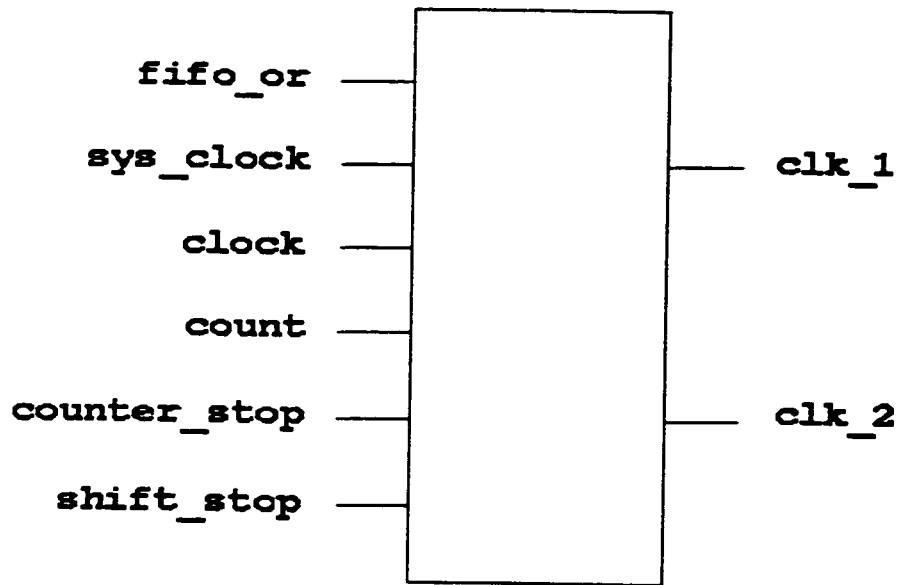 fifo_or
sys_clock
clock
count
counter_stop
shift_stop
clk_1
clk_2